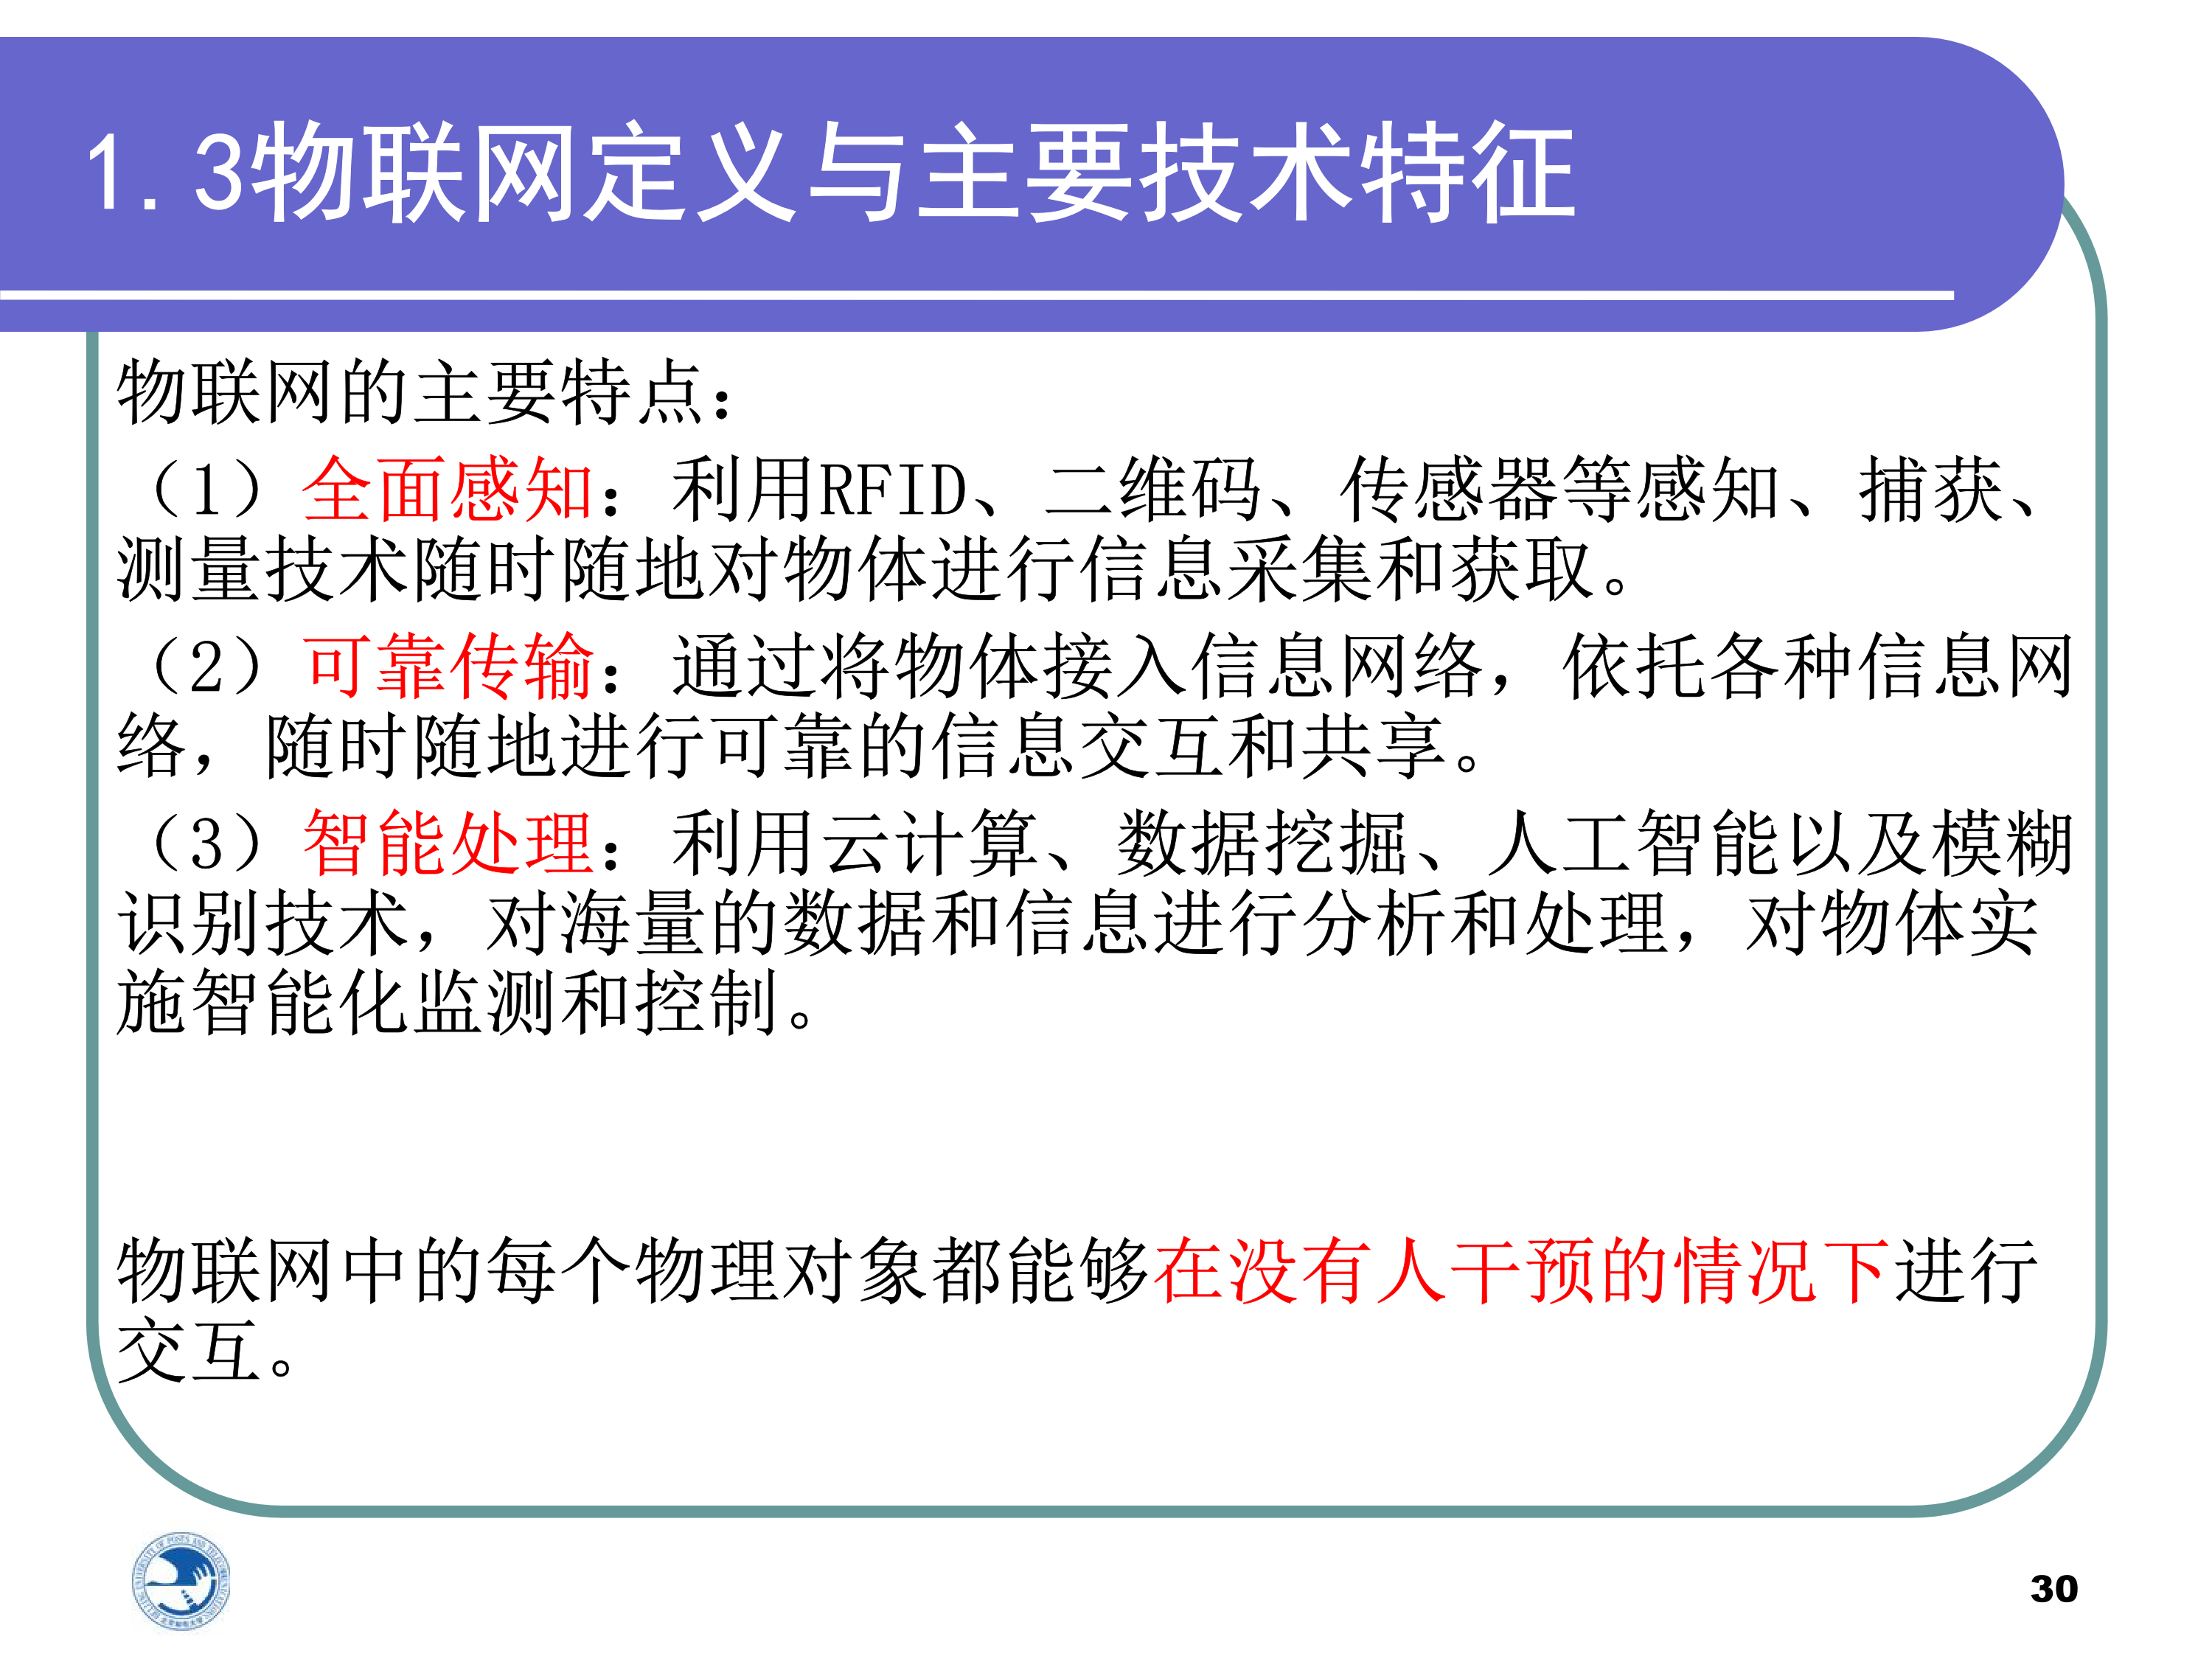 1.3物联网定义与主要技术特征
物联网的主要特点：
（1）全面感知：利用RFID、二维码、传感器等感知、捕获、
测量技术随时随地对物体进行信息采集和获取。
（2）可靠传输：通过将物体接入信息网络，依托各种信息网
络，随时随地进行可靠的信息交互和共享。
（3）智能处理：利用云计算、数据挖掘、人工智能以及模糊
识别技术，对海量的数据和信息进行分析和处理，对物体实
施智能化监测和控制。
物联网中的每个物理对象都能够在没有人干预的情况下进行
交互。
30